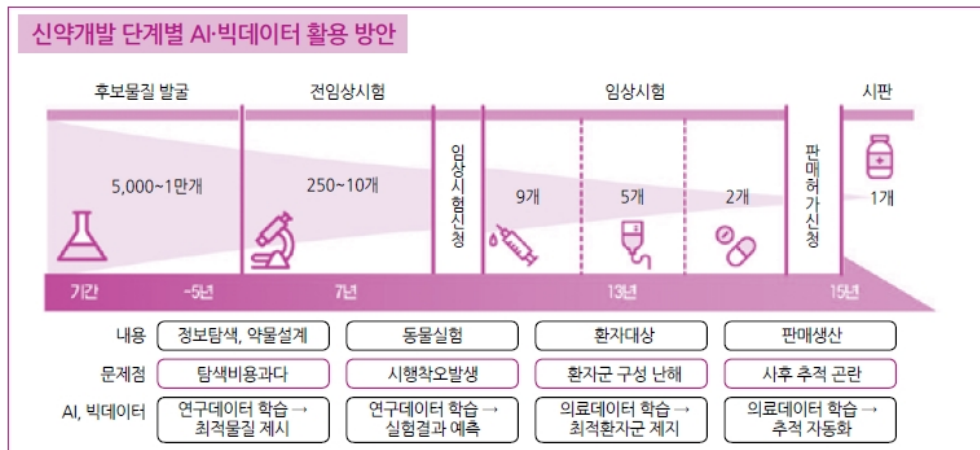 신약개발 단계별 AI·빅데이터 활용 방안
후보물질 발굴
전임상시험
임상시험
시판
5,000~1만개
250~10개
임상시험신청
9개
5개
2개
판매허가신청
1개
기간
~5년
7년
13년
15년
내용
정보탐색, 약물설계
동물실험
환자대상
판매생산
문제점
탐색비용과다
시행착오발생
환자군 구성 난해
사후 추적 곤란
AI, 빅데이터
연구데이터 학습 →
최적물질 제시
연구데이터 학습 →
실험결과 예측
의료데이터 학습 →
최적환자군 제지
의료데이터 학습 →
추적 자동화